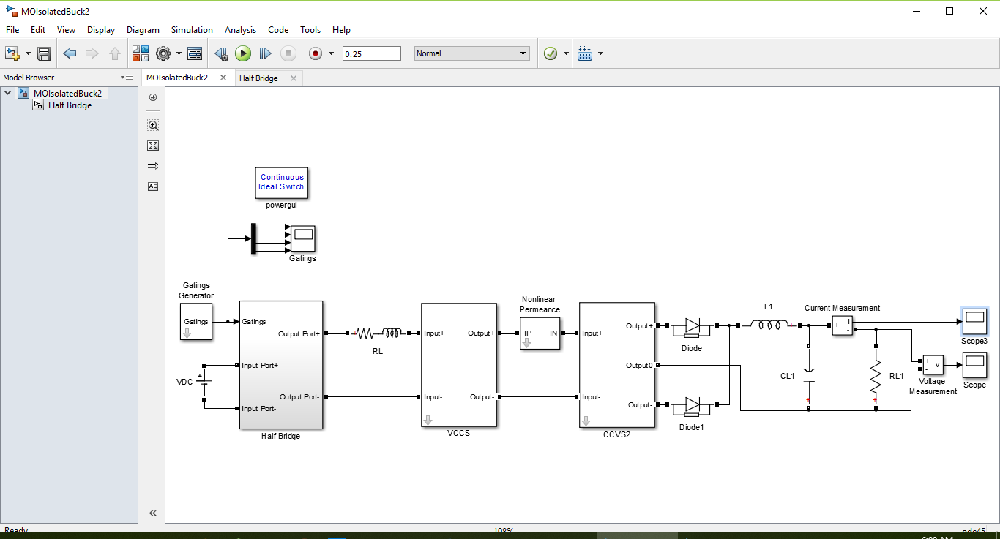 MOIsolatedBuck2
File Edit View Display Diagram Simulation Analysis Code Tools Help
0.25 Normal
Model Browser
MOIsolatedBuck2 Half Bridge
MOIsolatedBuck2
Half Bridge
Continuous
Ideal Switch
powergui
Gatings
Gatings
Generator
Gatings
Gatings
Output Port+
Input Port+
Output Port-
Input Port-
Half Bridge
VDC
+
RL
Input+
Output+
Input-
Output-
VCCS
Nonlinear
Permeance
TP TN
Input+
Output+
Output0
Input-
Output-
CCVS2
Diode
Diode1
L1
CL1
Current Measurement
+ i
-
RL1
+ v
-
Voltage
Measurement
Scope3
Scope
Ready 108% ode45